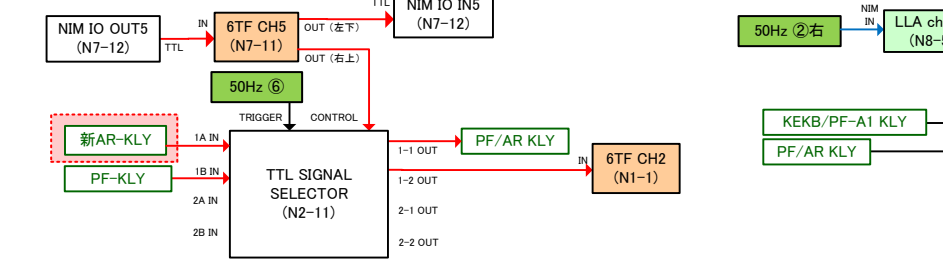 TTL
NIM IO IN5
(N7-12)
NIM IO OUT5
(N7-12)
TTL
IN
6TF CH5
(N7-11)
OUT (左下)
OUT (右上)
50Hz ②右
NIM
IN
LLA ch
50Hz ⑥
TRIGGER
CONTROL
新AR-KLY
PF-KLY
1A IN
1B IN
2A IN
2B IN
TTL SIGNAL
SELECTOR
(N2-11)
1-1 OUT
1-2 OUT
2-1 OUT
2-2 OUT
PF/AR KLY
IN
6TF CH2
(N1-1)
KEKB/PF-A1 KLY
PF/AR KLY